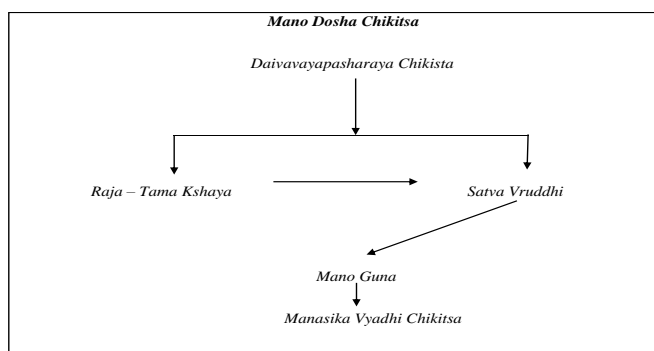 Mano Dosha Chikitsa
Daivavayapasharaya Chikista
Raja – Tama Kshaya
Satva Vruddhi
Mano Guna
Manasika Vyadhi Chikitsa